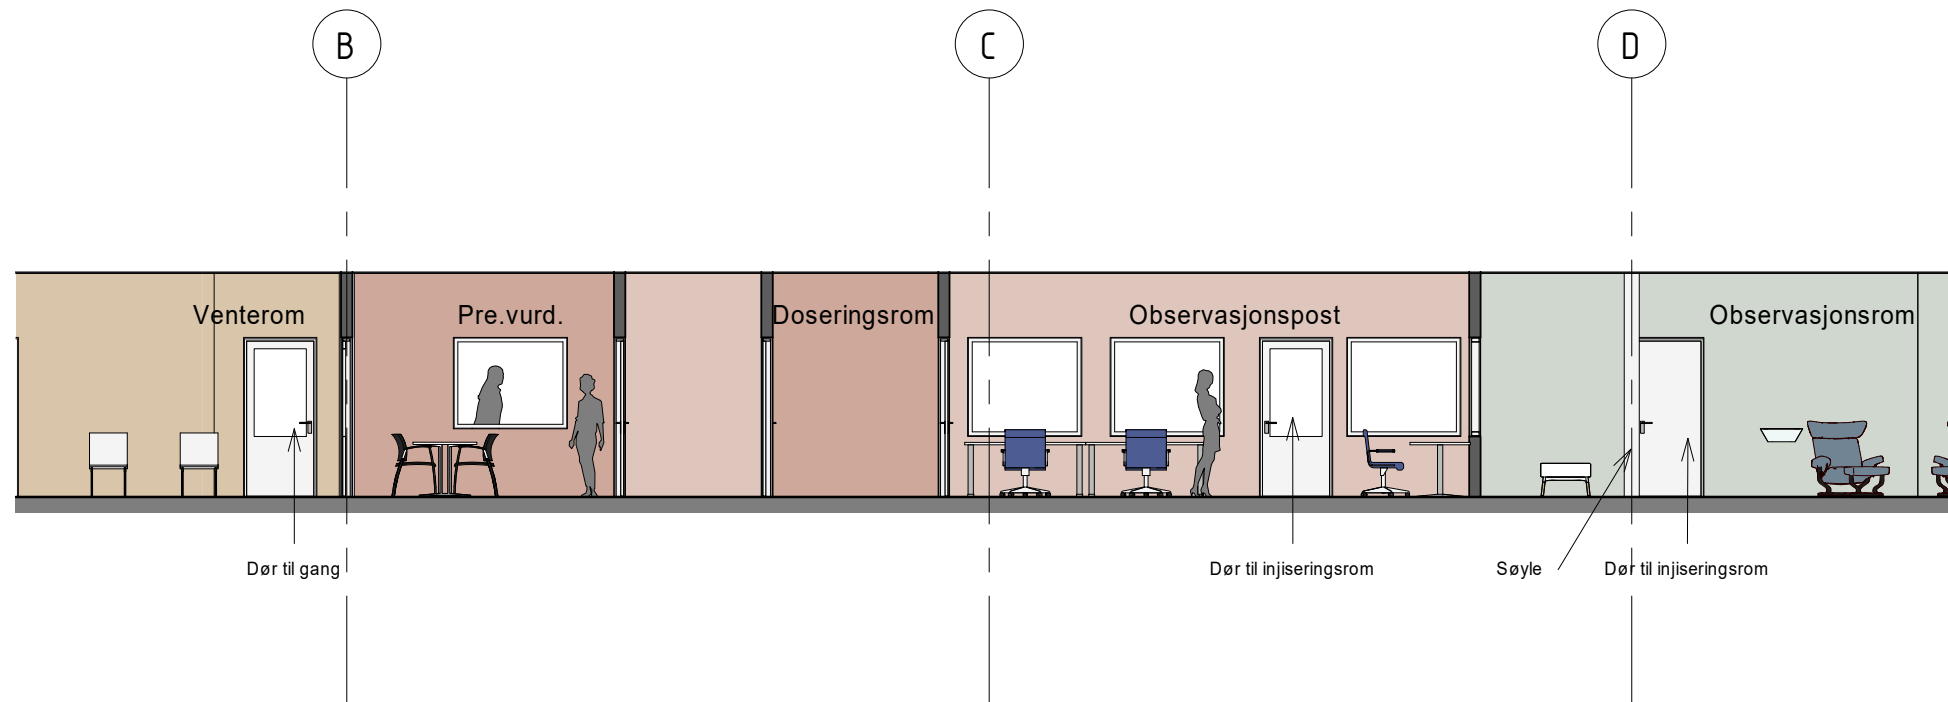 B
C
D
Venterom
Pre.vurd.
Doseringsrom
Observasjonspost
Observasjonsrom
Dør til gang
Dør til injiseringsrom
Søyle
Dør til injiseringsrom